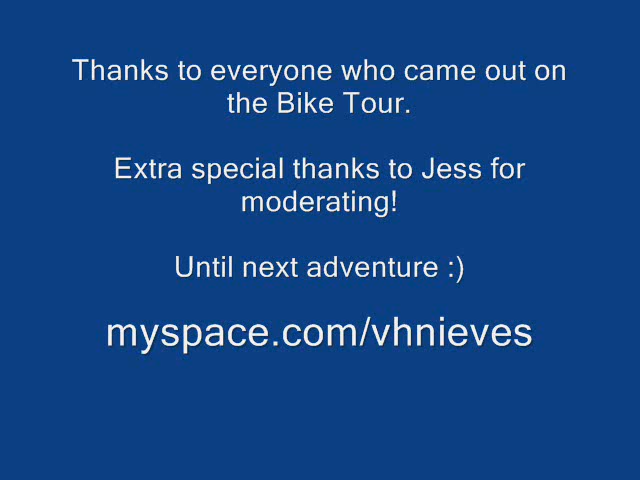 Thanks to everyone who came out on
the Bike Tour.
Extra special thanks to Jess for
moderating!
Until next adventure :)
myspace.com/vhnieves